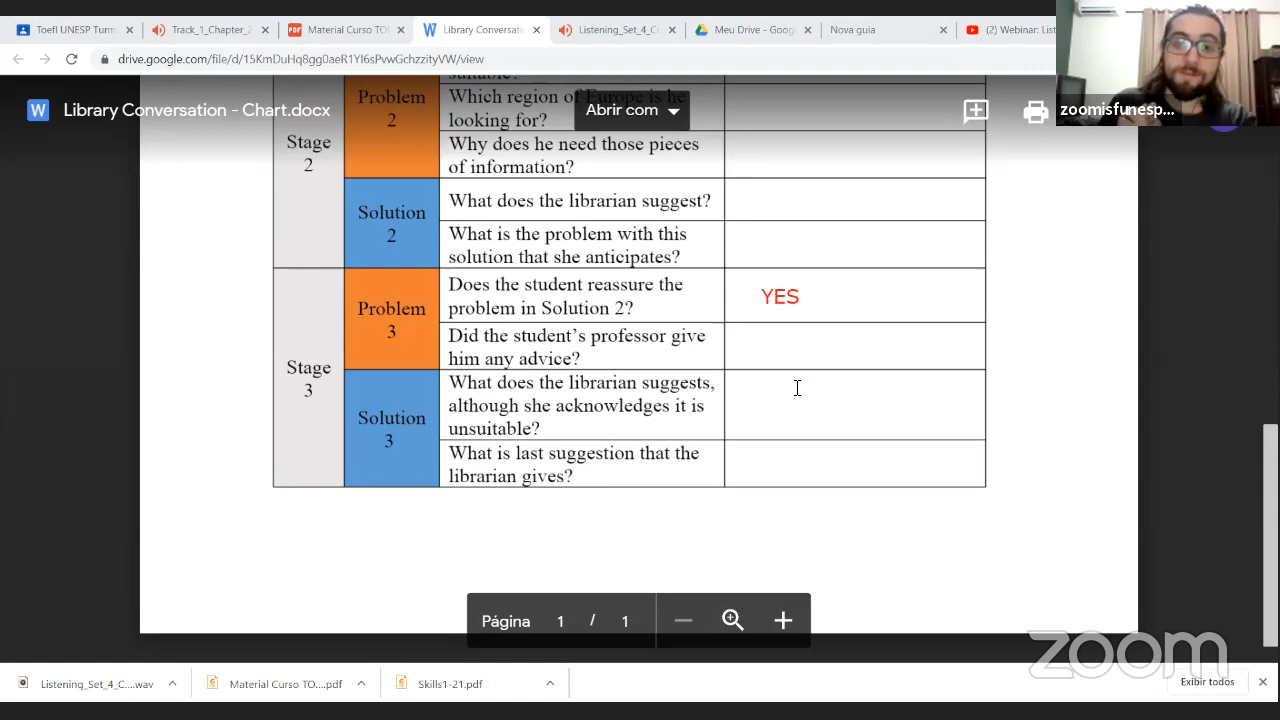 Toefl UNESP Turm
Track_1_Chapter_2
Material Curso TO
Library Conversatio
Listening_Set_4_C
Meu Drive - Goog
Nova guia
(2) Webinar: List
drive.google.com/file/d/15KmDuHq8gg0aeR1YI6sPvwGchzzityVW/view
Library Conversation - Chart.docx
Abrir com
zoomisfunesp...
suitable?
Problem
2
Which region of Europe is he
looking for?
Stage
2
Why does he need those pieces
of information?
Solution
2
What does the librarian suggest?
What is the problem with this
solution that she anticipates?
Stage
3
Problem
3
Does the student reassure the
problem in Solution 2?
YES
Did the student's professor give
him any advice?
Solution
3
What does the librarian suggests,
although she acknowledges it is
unsuitable?
What is last suggestion that the
librarian gives?
Página 1 / 1
zoom
Listening_Set_4_C....wav
Material Curso TO....pdf
Skills1-21.pdf
Exibir todos